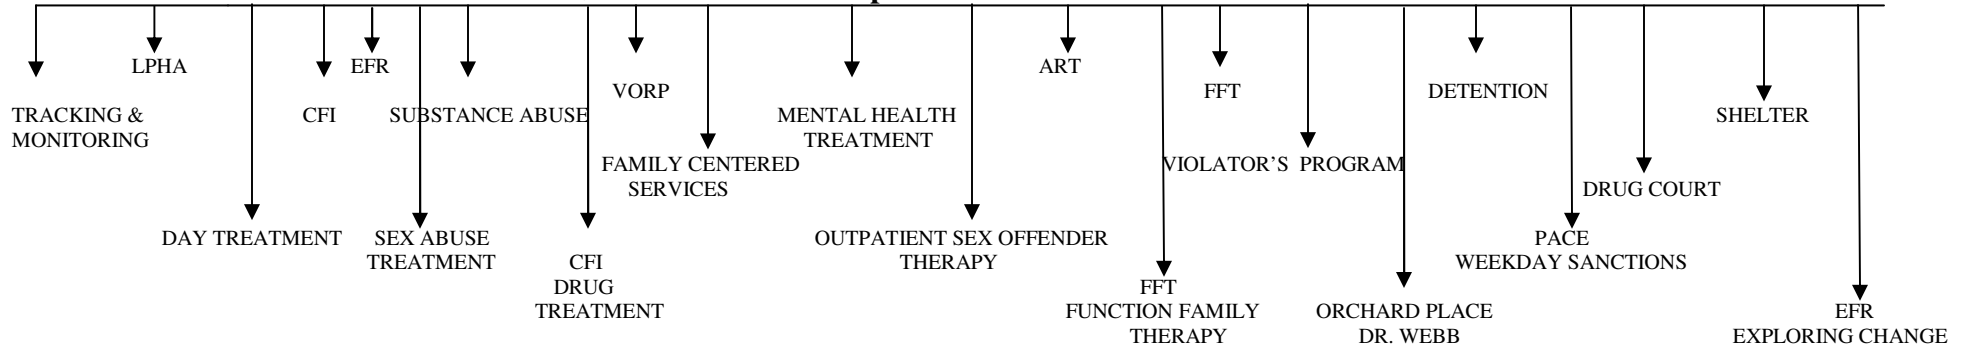 LPHA
EFR
ART
VORP
FFT
DETENTION
TRACKING &
MONITORING
CFI
SUBSTANCE ABUSE
MENTAL HEALTH
TREATMENT
SHELTER
FAMILY CENTERED
SERVICES
VIOLATOR'S PROGRAM
DRUG COURT
DAY TREATMENT
SEX ABUSE
TREATMENT
CFI
DRUG
TREATMENT
OUTPATIENT SEX OFFENDER
THERAPY
FFT
FUNCTION FAMILY
THERAPY
ORCHARD PLACE
DR. WEBB
PACE
WEEKDAY SANCTIONS
EFR
EXPLORING CHANGE